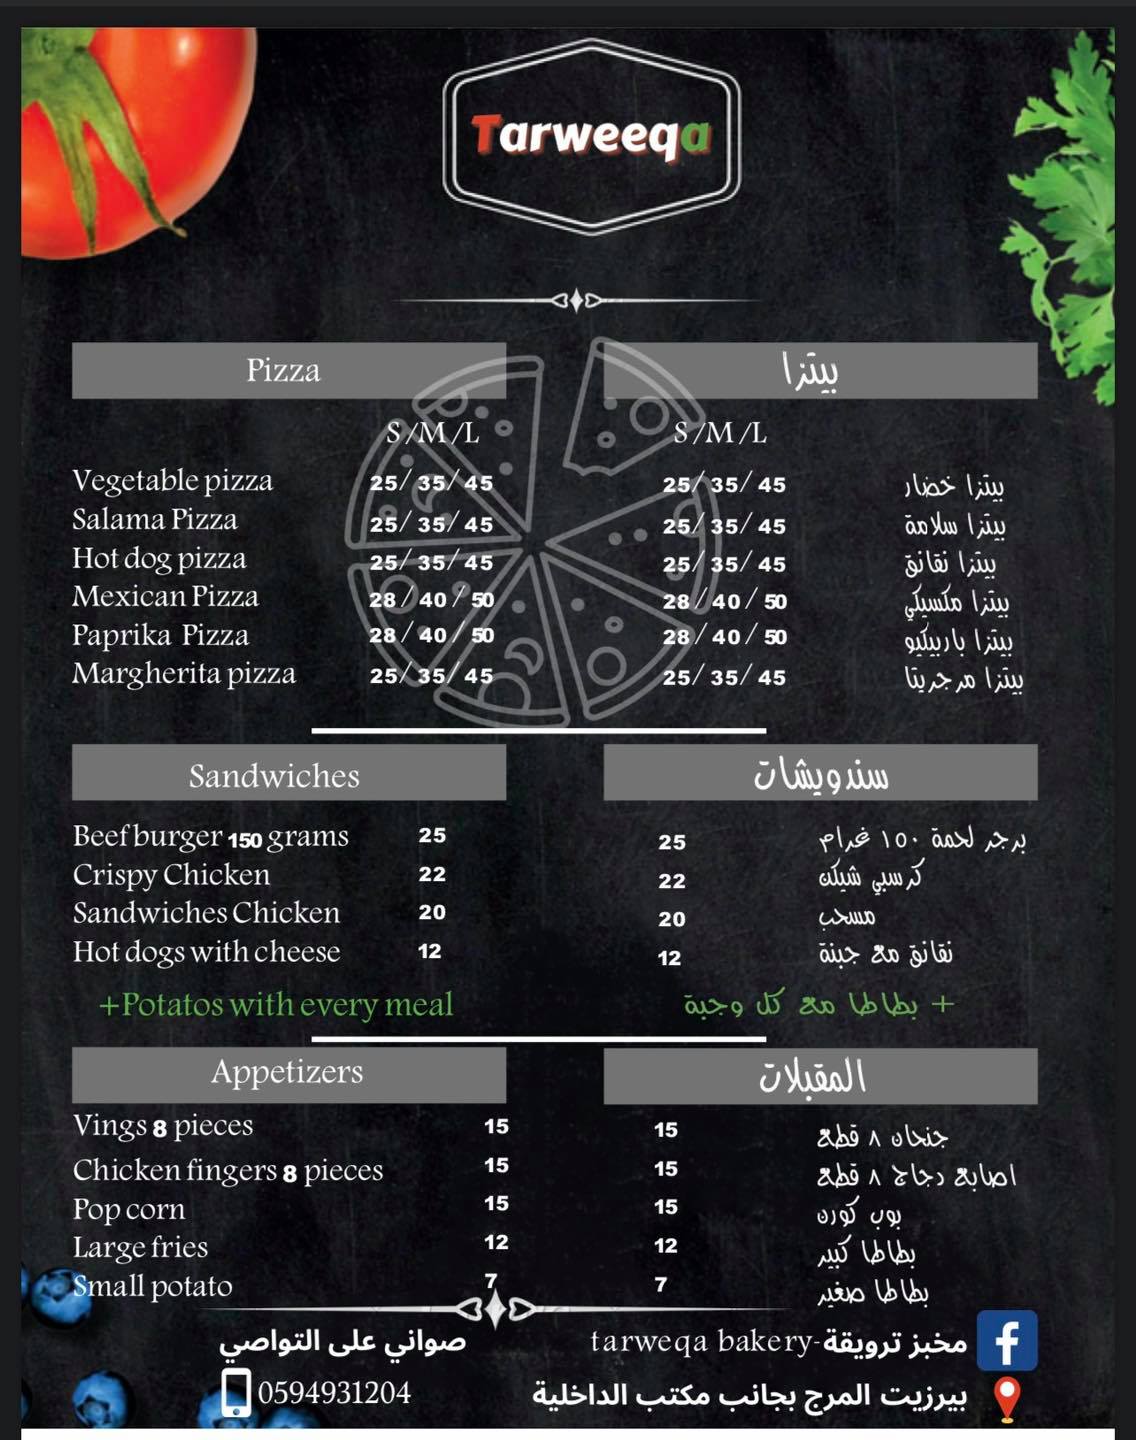 Tarweeqa
Pizza
بيتزا
S/M/L
S/M/L
Vegetable pizza 25/ 35/ 45
25/ 35/ 45 بيتزا خضار
Salama Pizza 25/ 35/ 45
25/ 35/ 45 بيتزا سلامة
Hot dog pizza 25/ 35/ 45
25/ 35/ 45 بيتزا نقانق
Mexican Pizza 28/ 40/ 50
28/ 40/ 50 بيتزا مكسيكي
Paprika Pizza 28/ 40/ 50
28/ 40/ 50 بيتزا باربيكيو
Margherita pizza 25/ 35/ 45
25/ 35/ 45 بيتزا مرجريتا
Sandwiches
سندويشات
Beef burger 150 grams 25
25 برجر لحمة ١٥٠ غرام
Crispy Chicken 22
22 كرسبي شيكن
Sandwiches Chicken 20
20 مسحب
Hot dogs with cheese 12
12 نقانق مع جبنة
+Potatos with every meal
+ بطاطا مع كل وجبة
Appetizers
المقبلات
Vings 8 pieces 15
15 جنحان ٨ قطع
Chicken fingers 8 pieces 15
15 اصابع دجاج ٨ قطع
Pop corn 15
15 بوب كورن
Large fries 12
12 بطاطا كبير
Small potato 7
7 بطاطا صغير
صواني على التواصي
مخبز ترويقة-tarweqa bakery
0594931204
بيرزيت المرج بجانب مكتب الداخلية